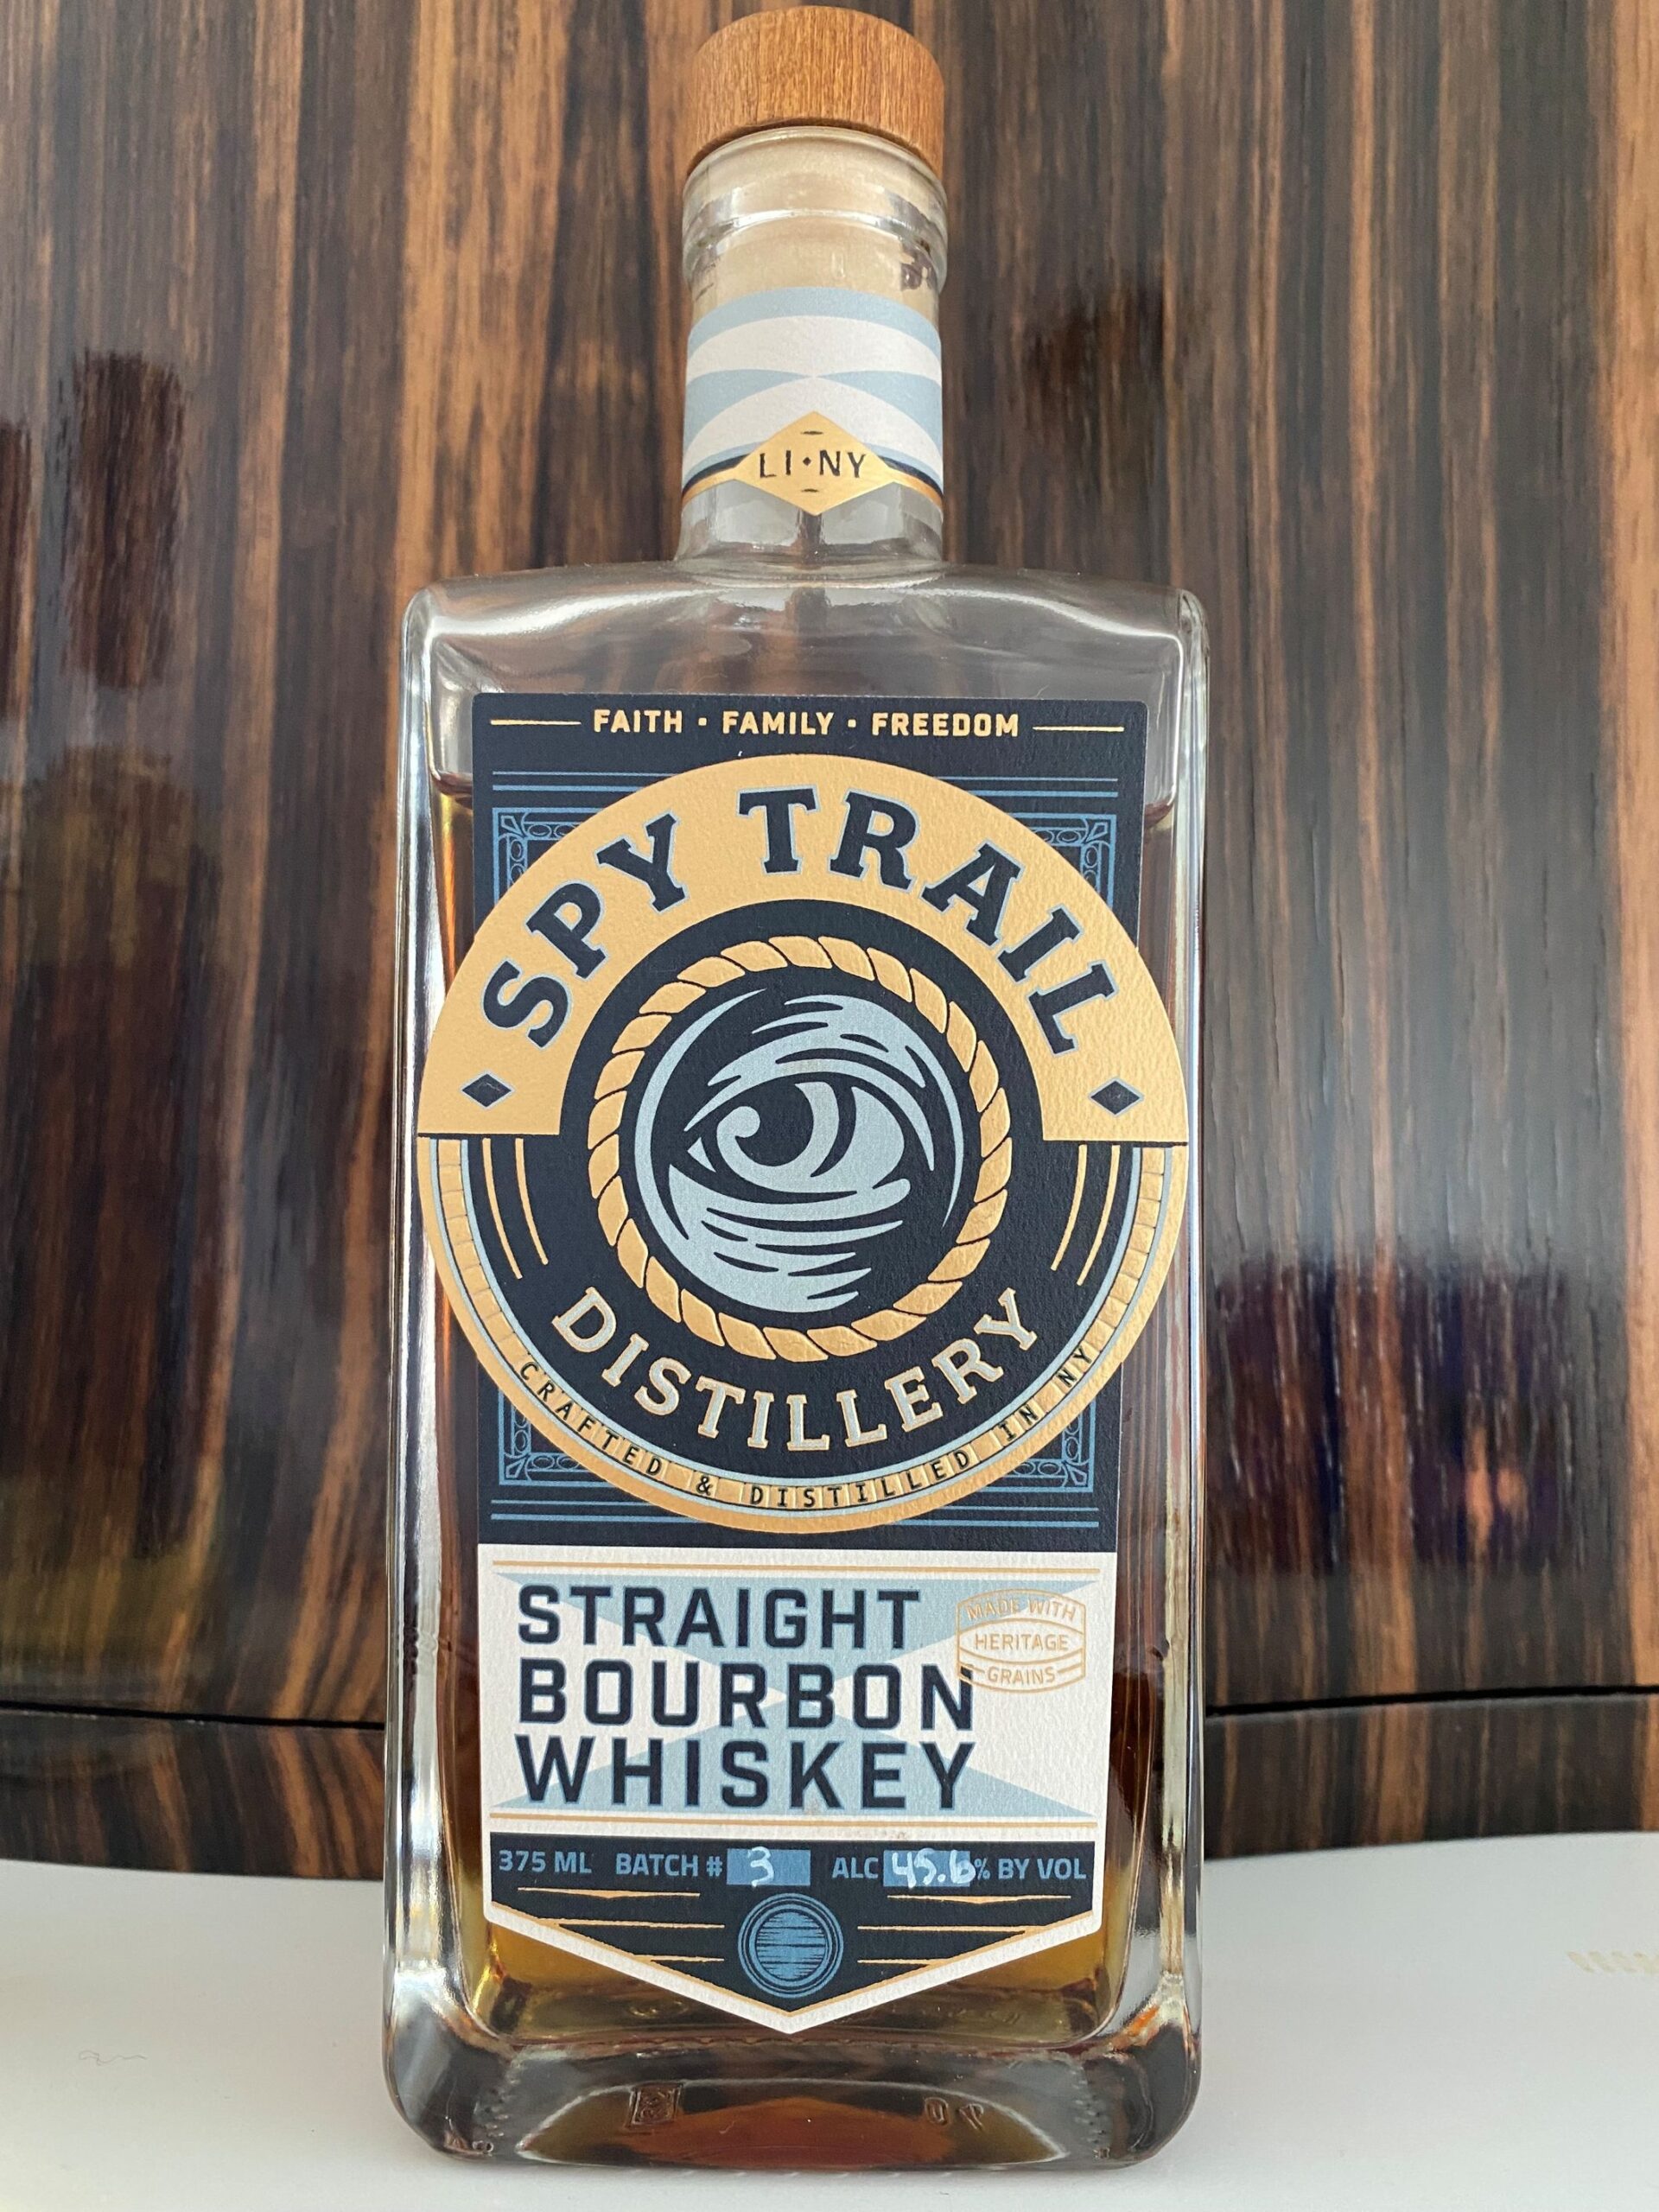 LI·NY
FAITH · FAMILY · FREEDOM
SPY TRAIL
DISTILLERY
CRAFTED & DISTILLED IN NY
STRAIGHT
BOURBON
WHISKEY
MADE WITH
HERITAGE
GRAINS
375 ML BATCH # 3 ALC 45.6% BY VOL